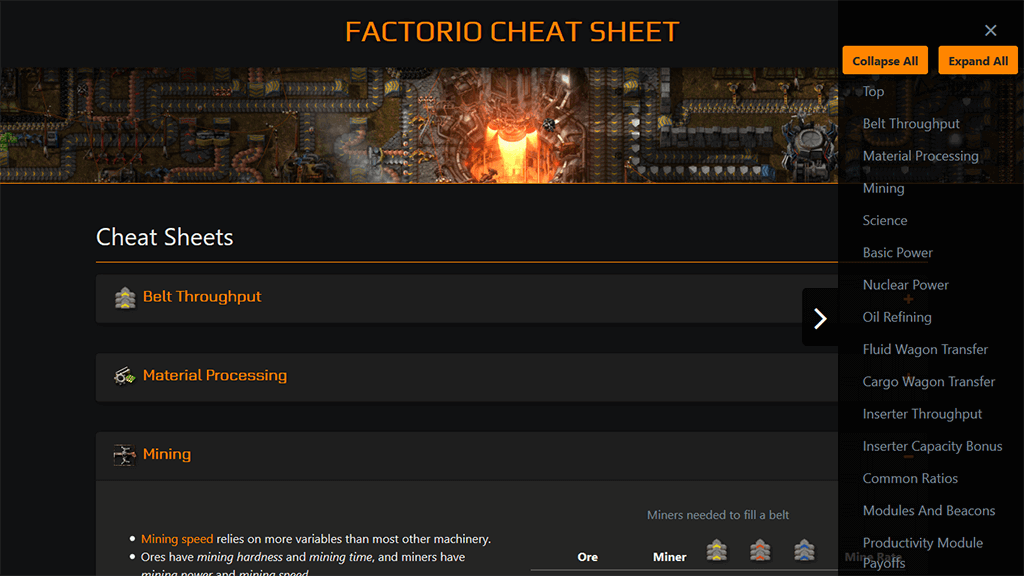 FACTORIO CHEAT SHEET
Collapse All
Expand All
Top
Belt Throughput
Material Processing
Mining
Science
Basic Power
Nuclear Power
Oil Refining
Fluid Wagon Transfer
Cargo Wagon Transfer
Inserter Throughput
Inserter Capacity Bonus
Common Ratios
Modules And Beacons
Productivity Module
Payoffs
Cheat Sheets
Belt Throughput
Material Processing
Mining
Mining speed relies on more variables than most other machinery.
Ores have mining hardness and mining time, and miners have
mining power and mining speed.
Miners needed to fill a belt
Ore Miner Mine Rate